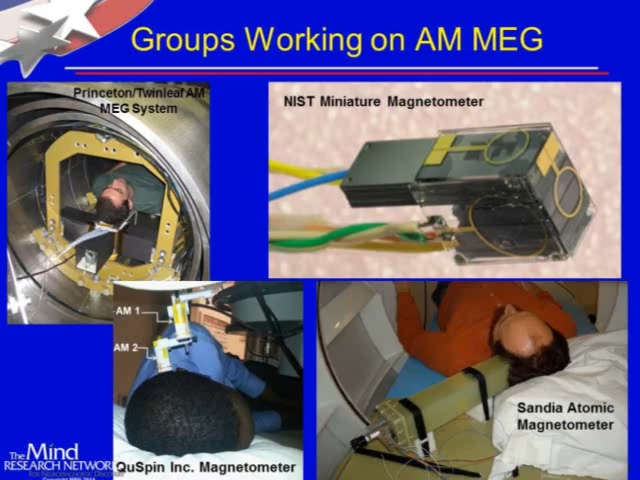 Groups Working on AM MEG
Princeton/Twinleaf AM
MEG System
NIST Miniature Magnetometer
AM 1
AM 2
Sandia Atomic
Magnetometer
QuSpin Inc. Magnetometer
The Mind
RESEARCH NETWORK